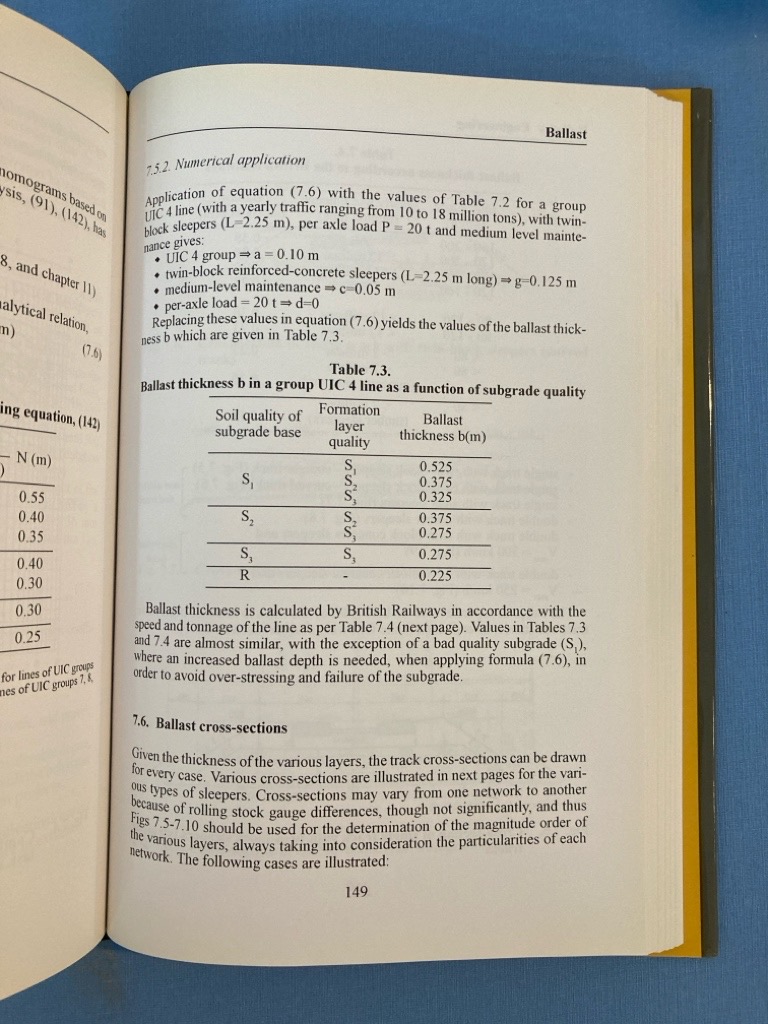 nomograms based on
ysis, (91), (142), has
8, and chapter 11)
alytical relation,
m)
(7.6)
ing equation, (142)
N (m)
)
0.55
0.40
0.35
0.40
0.30
0.30
0.25
for lines of UIC groups
nes of UIC groups 7, 8,
Ballast
7.5.2. Numerical application
Application of equation (7.6) with the values of Table 7.2 for a group
UIC 4 line (with a yearly traffic ranging from 10 to 18 million tons), with twin-
block sleepers (L=2.25 m), per axle load P = 20 t and medium level mainte-
nance gives:
• UIC 4 group ⇒ a = 0.10 m
• twin-block reinforced-concrete sleepers (L=2.25 m long) ⇒ g=0.125 m
• medium-level maintenance ⇒ c=0.05 m
• per-axle load = 20 t ⇒ d=0
Replacing these values in equation (7.6) yields the values of the ballast thick-
ness b which are given in Table 7.3.
Table 7.3.
Ballast thickness b in a group UIC 4 line as a function of subgrade quality
Soil quality of subgrade base Formation layer quality Ballast thickness b(m)
S₁ S₁ 0.525
S₂ 0.375
S₃ 0.325
S₂ S₂ 0.375
S₃ 0.275
S₃ S₃ 0.275
R - 0.225
Ballast thickness is calculated by British Railways in accordance with the
speed and tonnage of the line as per Table 7.4 (next page). Values in Tables 7.3
and 7.4 are almost similar, with the exception of a bad quality subgrade (S₁),
where an increased ballast depth is needed, when applying formula (7.6), in
order to avoid over-stressing and failure of the subgrade.
7.6. Ballast cross-sections
Given the thickness of the various layers, the track cross-sections can be drawn
for every case. Various cross-sections are illustrated in next pages for the vari-
ous types of sleepers. Cross-sections may vary from one network to another
because of rolling stock gauge differences, though not significantly, and thus
Figs 7.5-7.10 should be used for the determination of the magnitude order of
the various layers, always taking into consideration the particularities of each
network. The following cases are illustrated:
149